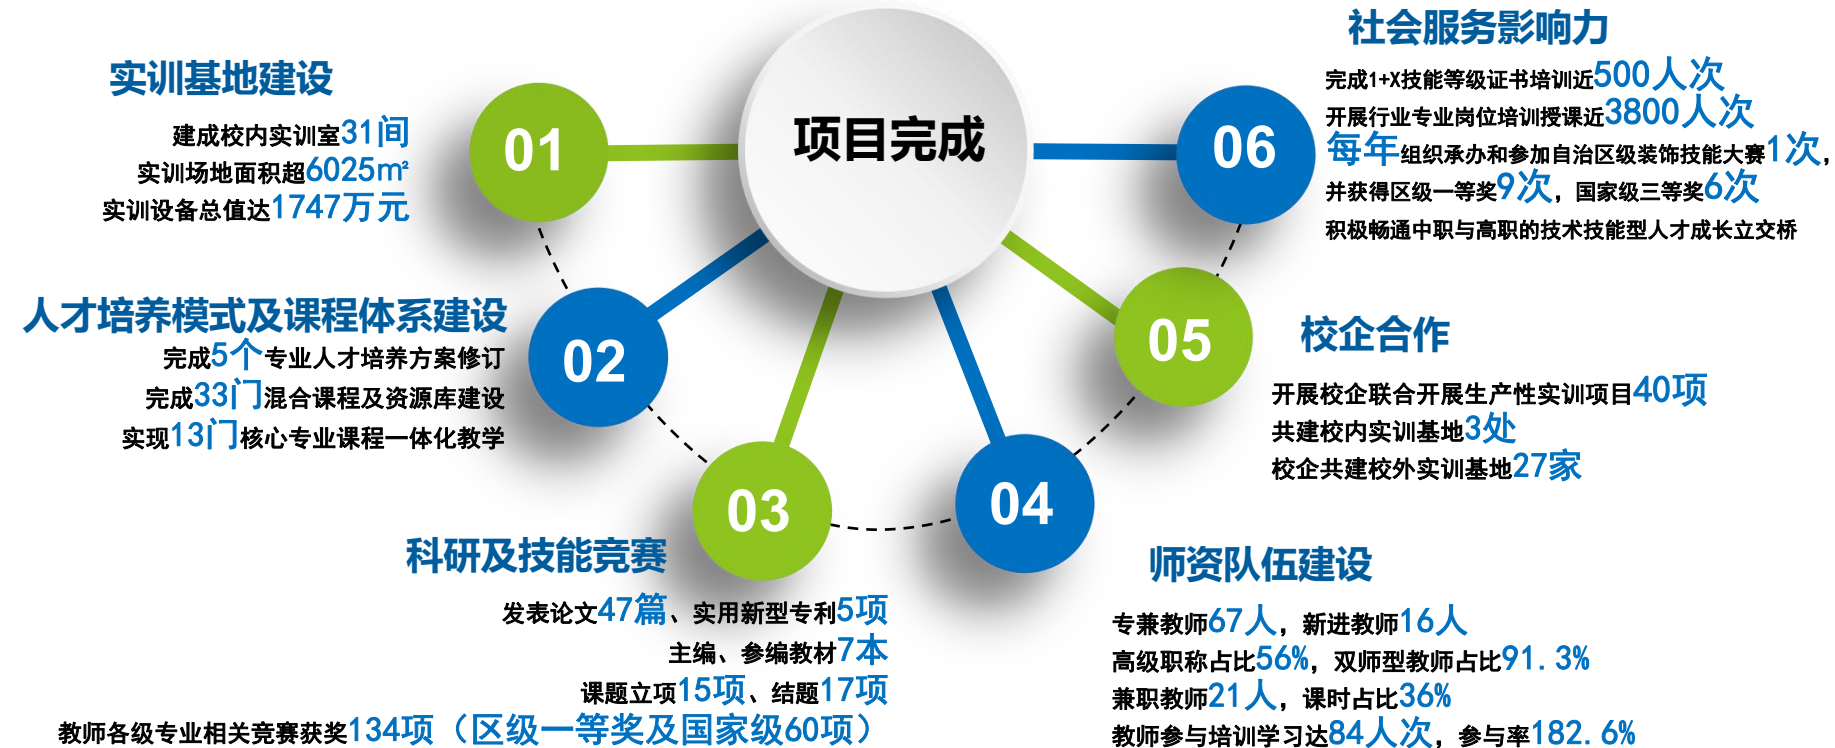 项目完成
01
实训基地建设
建成校内实训室31间
实训场地面积超6025㎡
实训设备总值达1747万元
02
人才培养模式及课程体系建设
完成5个专业人才培养方案修订
完成33门混合课程及资源库建设
实现13门核心专业课程一体化教学
03
科研及技能竞赛
发表论文47篇、实用新型专利5项
主编、参编教材7本
课题立项15项、结题17项
教师各级专业相关竞赛获奖134项（区级一等奖及国家级60项）
04
师资队伍建设
专兼教师67人，新进教师16人
高级职称占比56%，双师型教师占比91.3%
兼职教师21人，课时占比36%
教师参与培训学习达84人次，参与率182.6%
05
校企合作
开展校企联合开展生产性实训项目40项
共建校内实训基地3处
校企共建校外实训基地27家
06
社会服务影响力
完成1+X技能等级证书培训近500人次
开展行业专业岗位培训授课近3800人次
每年组织承办和参加自治区级装饰技能大赛1次，
并获得区级一等奖9次，国家级三等奖6次
积极畅通中职与高职的技术技能型人才成长立交桥